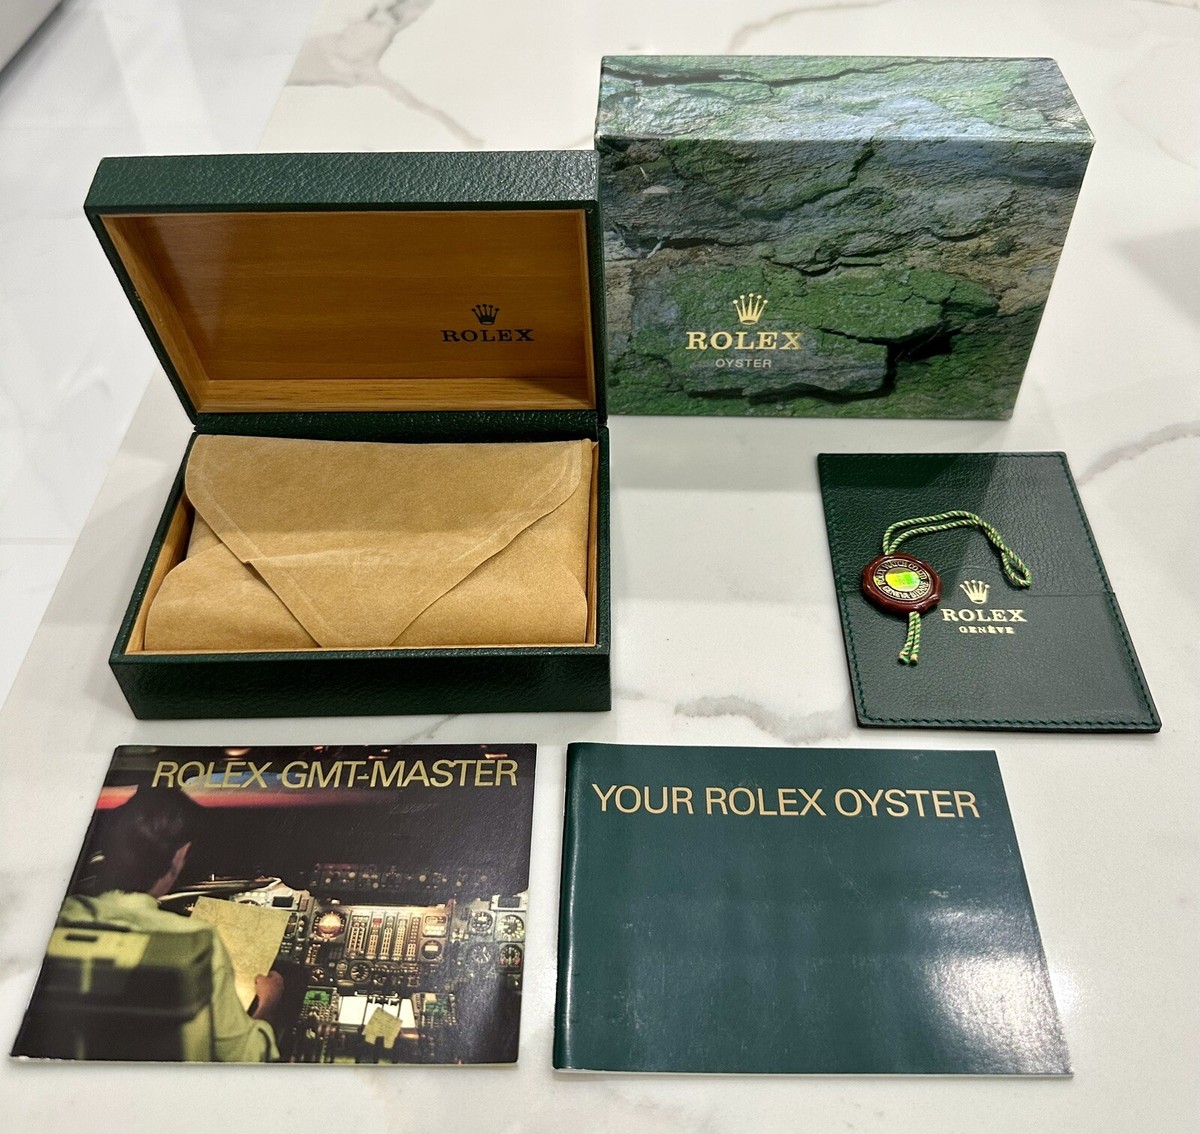 ROLEX
ROLEX
OYSTER
ROLEX
GENÈVE
ROLEX GMT-MASTER
YOUR ROLEX OYSTER